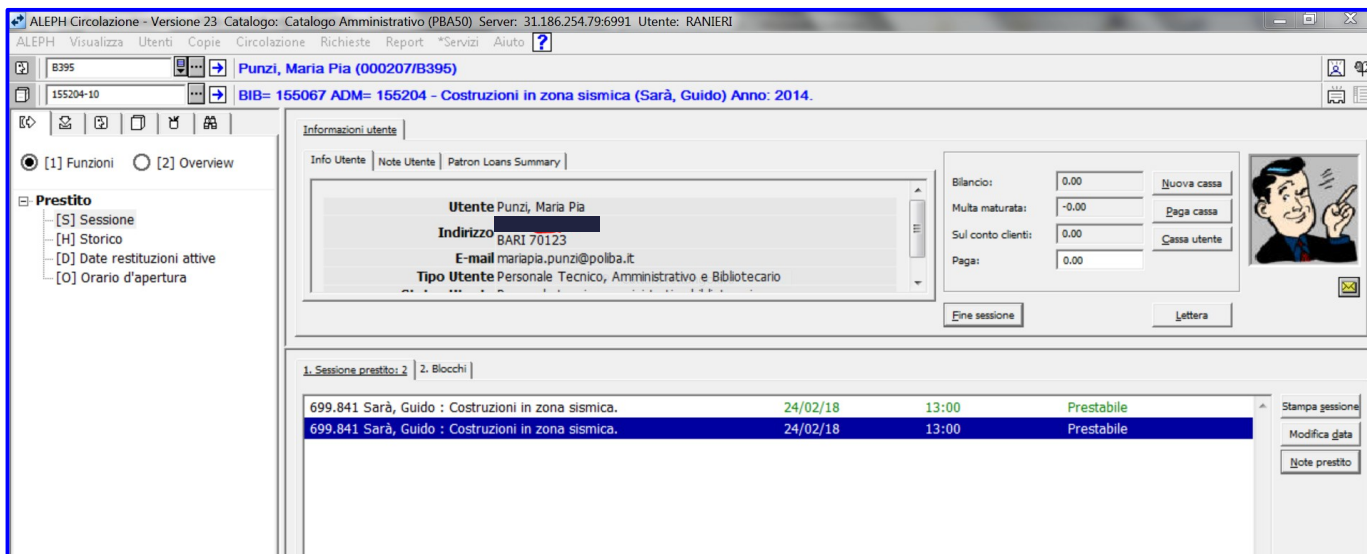 ALEPH Circolazione - Versione 23 Catalogo: Catalogo Amministrativo (PBA50) Server: 31.186.254.79:6991 Utente: RANIERI
ALEPH Visualizza Utenti Copie Circolazione Richieste Report *Servizi Aiuto ?
B395 ... Punzi, Maria Pia (000207/B395)
155204-10 ... BIB= 155067 ADM= 155204 - Costruzioni in zona sismica (Sarà, Guido) Anno: 2014.
[1] Funzioni [2] Overview
Prestito
[S] Sessione
[H] Storico
[D] Date restituzioni attive
[O] Orario d'apertura
Informazioni utente
Info Utente Note Utente Patron Loans Summary
Utente Punzi, Maria Pia
Indirizzo
BARI 70123
E-mail mariapia.punzi@poliba.it
Tipo Utente Personale Tecnico, Amministrativo e Bibliotecario
Bilancio: 0.00 Nuova cassa
Multa maturata: -0.00 Paga cassa
Sul conto clienti: 0.00 Cassa utente
Paga: 0.00
Fine sessione Lettera
1. Sessione prestito: 2 2. Blocchi
699.841 Sarà, Guido : Costruzioni in zona sismica. 24/02/18 13:00 Prestabile
699.841 Sarà, Guido : Costruzioni in zona sismica. 24/02/18 13:00 Prestabile
Stampa sessione
Modifica data
Note prestito